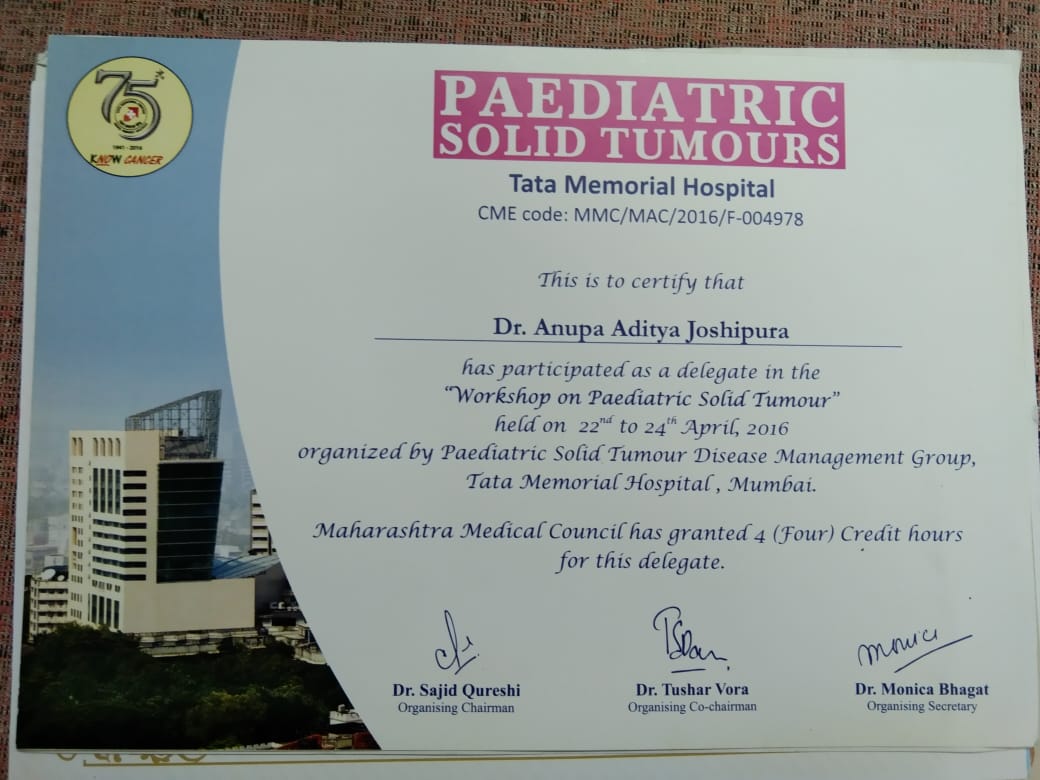 75
1941 - 2016
KNOW CANCER
PAEDIATRIC
SOLID TUMOURS
Tata Memorial Hospital
CME code: MMC/MAC/2016/F-004978
This is to certify that
Dr. Anupa Aditya Joshipura
has participated as a delegate in the
“Workshop on Paediatric Solid Tumour”
held on 22nd to 24th April, 2016
organized by Paediatric Solid Tumour Disease Management Group,
Tata Memorial Hospital , Mumbai.
Maharashtra Medical Council has granted 4 (Four) Credit hours
for this delegate.
Monica
Dr. Sajid Qureshi Dr. Tushar Vora Dr. Monica Bhagat
Organising Chairman Organising Co-chairman Organising Secretary